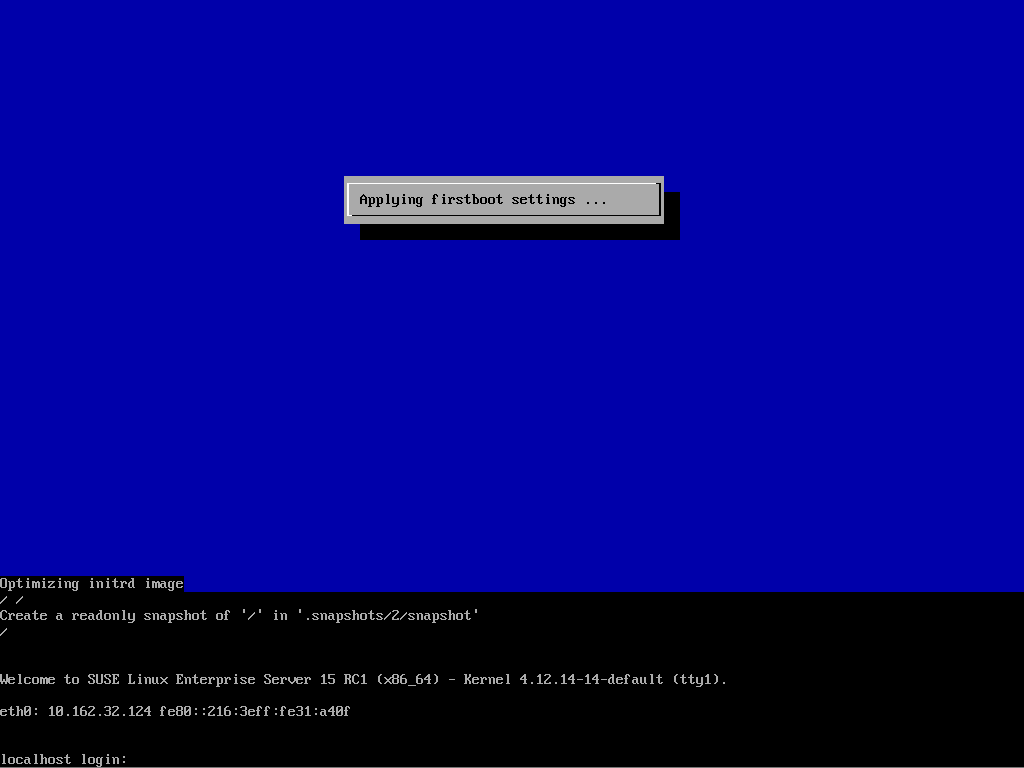 Applying firstboot settings ...
Optimizing initrd image
/ /
Create a readonly snapshot of '/' in '.snapshots/2/snapshot'
/
Welcome to SUSE Linux Enterprise Server 15 RC1 (x86_64) - Kernel 4.12.14-14-default (tty1).
eth0: 10.162.32.124 fe80::216:3eff:fe31:a40f
localhost login: